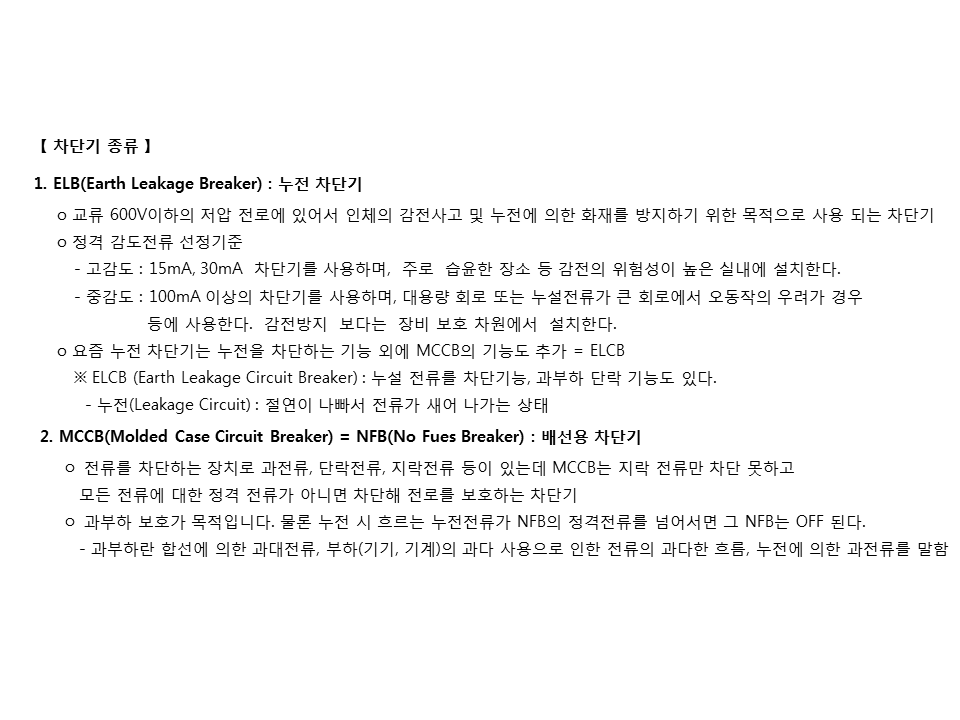 【 차단기 종류 】
1. ELB(Earth Leakage Breaker) : 누전 차단기
o 교류 600V이하의 저압 전로에 있어서 인체의 감전사고 및 누전에 의한 화재를 방지하기 위한 목적으로 사용 되는 차단기
o 정격 감도전류 선정기준
- 고감도 : 15mA, 30mA 차단기를 사용하며, 주로 습윤한 장소 등 감전의 위험성이 높은 실내에 설치한다.
- 중감도 : 100mA 이상의 차단기를 사용하며, 대용량 회로 또는 누설전류가 큰 회로에서 오동작의 우려가 경우
등에 사용한다. 감전방지 보다는 장비 보호 차원에서 설치한다.
o 요즘 누전 차단기는 누전을 차단하는 기능 외에 MCCB의 기능도 추가 = ELCB
※ ELCB (Earth Leakage Circuit Breaker) : 누설 전류를 차단기능, 과부하 단락 기능도 있다.
- 누전(Leakage Circuit) : 절연이 나빠서 전류가 새어 나가는 상태
2. MCCB(Molded Case Circuit Breaker) = NFB(No Fues Breaker) : 배선용 차단기
o 전류를 차단하는 장치로 과전류, 단락전류, 지락전류 등이 있는데 MCCB는 지락 전류만 차단 못하고
모든 전류에 대한 정격 전류가 아니면 차단해 전로를 보호하는 차단기
o 과부하 보호가 목적입니다. 물론 누전 시 흐르는 누전전류가 NFB의 정격전류를 넘어서면 그 NFB는 OFF 된다.
- 과부하란 합선에 의한 과대전류, 부하(기기, 기계)의 과다 사용으로 인한 전류의 과다한 흐름, 누전에 의한 과전류를 말함